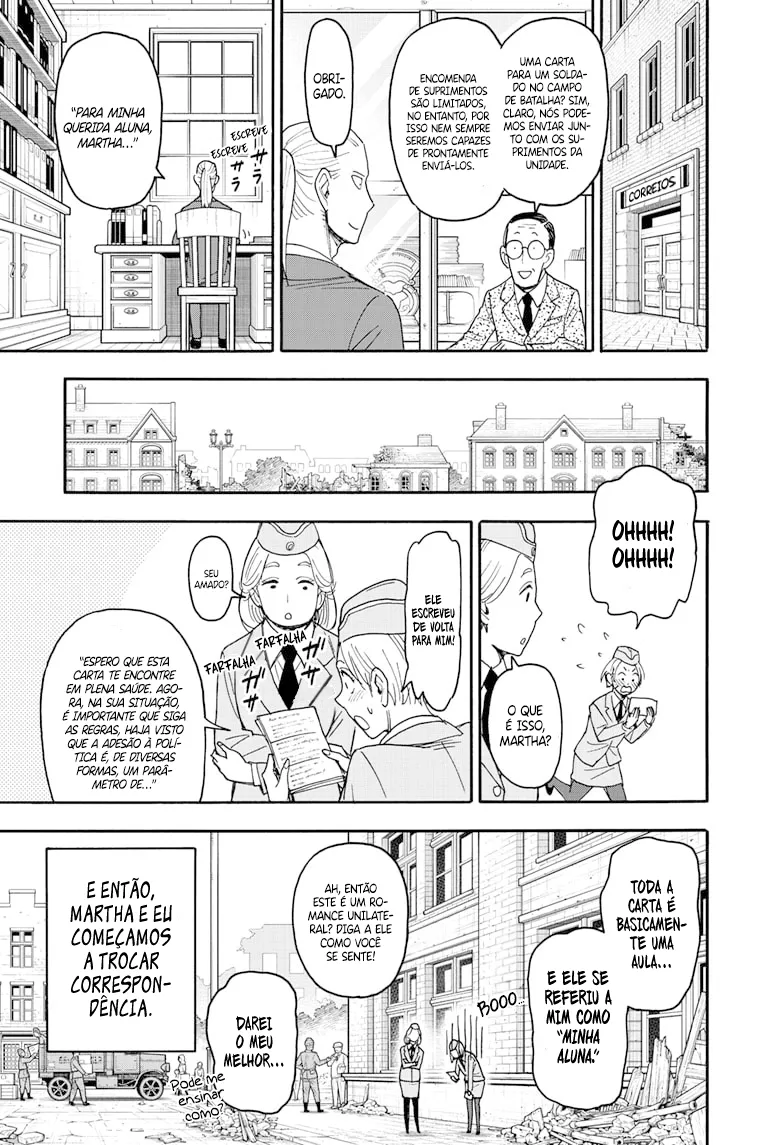 CORREIOS
UMA CARTA
PARA UM SOLDA-
DO NO CAMPO
DE BATALHA? SIM,
CLARO, NÓS PODE-
MOS ENVIAR JUN-
TO COM OS SU-
PRIMENTOS DA
UNIDADE.
ENCOMENDA
DE SUPRIMENTOS
SÃO LIMITADOS,
NO ENTANTO, POR
ISSO NEM SEMPRE
SEREMOS CAPAZES
DE PRONTAMENTE
ENVIÁ-LOS.
OBRI-
GADO.
ESCREVE
ESCREVE
サラ
サラ
"PARA MINHA
QUERIDA ALUNA,
MARTHA..."
OHHHH!
OHHHH!
O QUE
É ISSO,
MARTHA?
ELE
ESCREVEU
DE VOLTA
PARA MIM!
SEU
AMADO?
FARFALHA
FARFALHA
"ESPERO QUE ESTA
CARTA TE ENCONTRE
EM PLENA SAÚDE. AGO-
RA, NA SUA SITUAÇÃO,
É IMPORTANTE QUE SIGA
AS REGRAS, HAJA VISTO
QUE A ADESÃO À POLÍ-
TICA É, DE DIVERSAS
FORMAS, UM PARÂ-
METRO DE..."
TODA A
CARTA É
BASICAMEN-
TE UMA
AULA...
E ELE SE
REFERIU A
MIM COMO
"MINHA
ALUNA."
BOOO...
AH, ENTÃO
ESTE É UM RO-
MANCE UNILATE-
RAL? DIGA A ELE
COMO VOCÊ
SE SENTE!
DAREI
O MEU
MELHOR...
Pode me
ensinar
como?
E ENTÃO,
MARTHA E EU
COMEÇAMOS
A TROCAR
CORRESPON-
DÊNCIA.